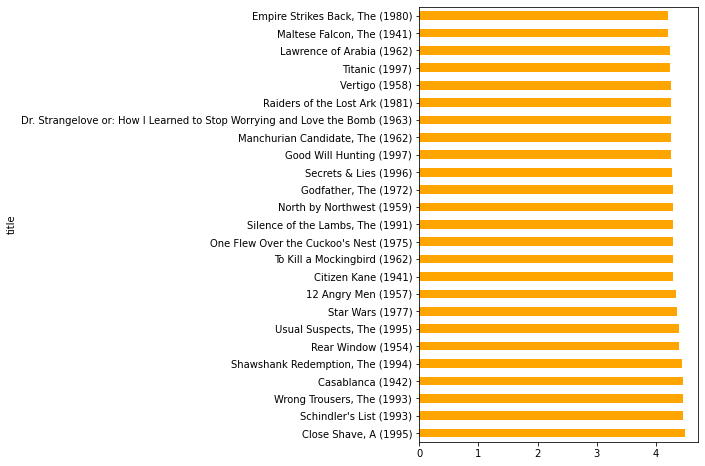 Empire Strikes Back, The (1980)
Maltese Falcon, The (1941)
Lawrence of Arabia (1962)
Titanic (1997)
Vertigo (1958)
Raiders of the Lost Ark (1981)
Dr. Strangelove or: How I Learned to Stop Worrying and Love the Bomb (1963)
Manchurian Candidate, The (1962)
Good Will Hunting (1997)
Secrets & Lies (1996)
Godfather, The (1972)
North by Northwest (1959)
Silence of the Lambs, The (1991)
One Flew Over the Cuckoo's Nest (1975)
To Kill a Mockingbird (1962)
Citizen Kane (1941)
12 Angry Men (1957)
Star Wars (1977)
Usual Suspects, The (1995)
Rear Window (1954)
Shawshank Redemption, The (1994)
Casablanca (1942)
Wrong Trousers, The (1993)
Schindler's List (1993)
Close Shave, A (1995)
title
0 1 2 3 4